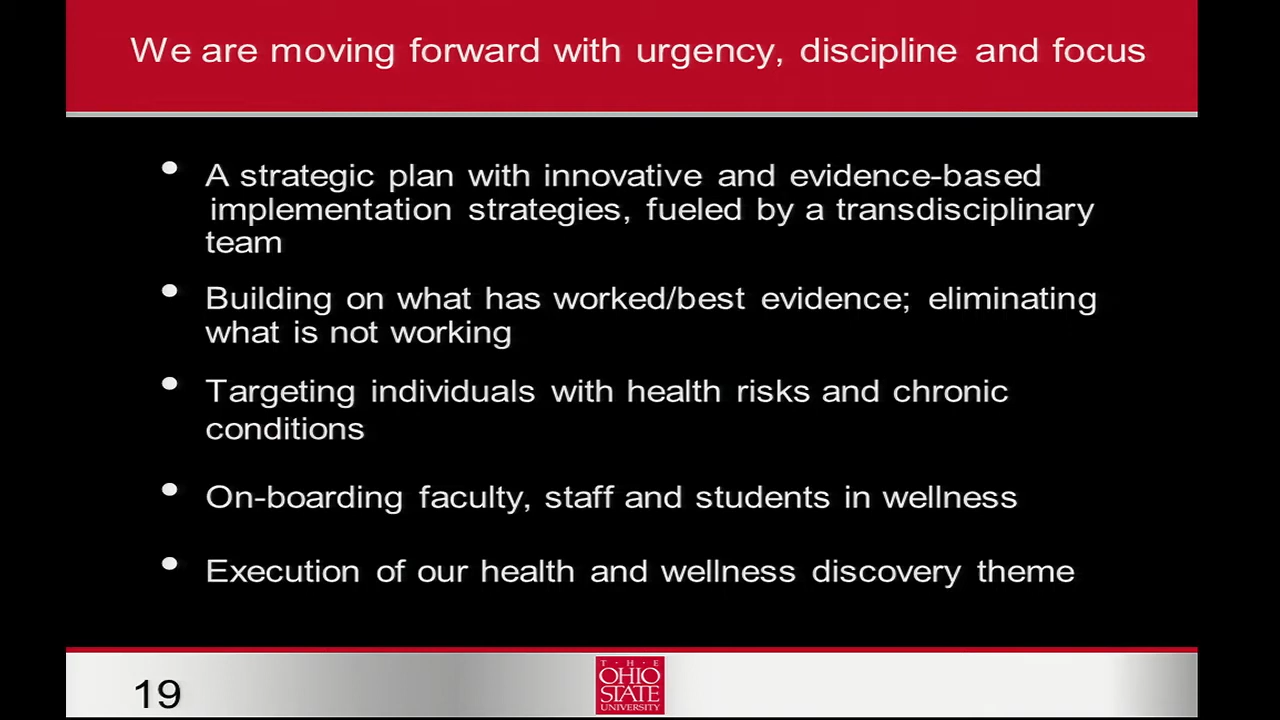 We are moving forward with urgency, discipline and focus
• A strategic plan with innovative and evidence-based
implementation strategies, fueled by a transdisciplinary
team
• Building on what has worked/best evidence; eliminating
what is not working
• Targeting individuals with health risks and chronic
conditions
• On-boarding faculty, staff and students in wellness
• Execution of our health and wellness discovery theme
19
T·H·E
OHIO
STATE
UNIVERSITY